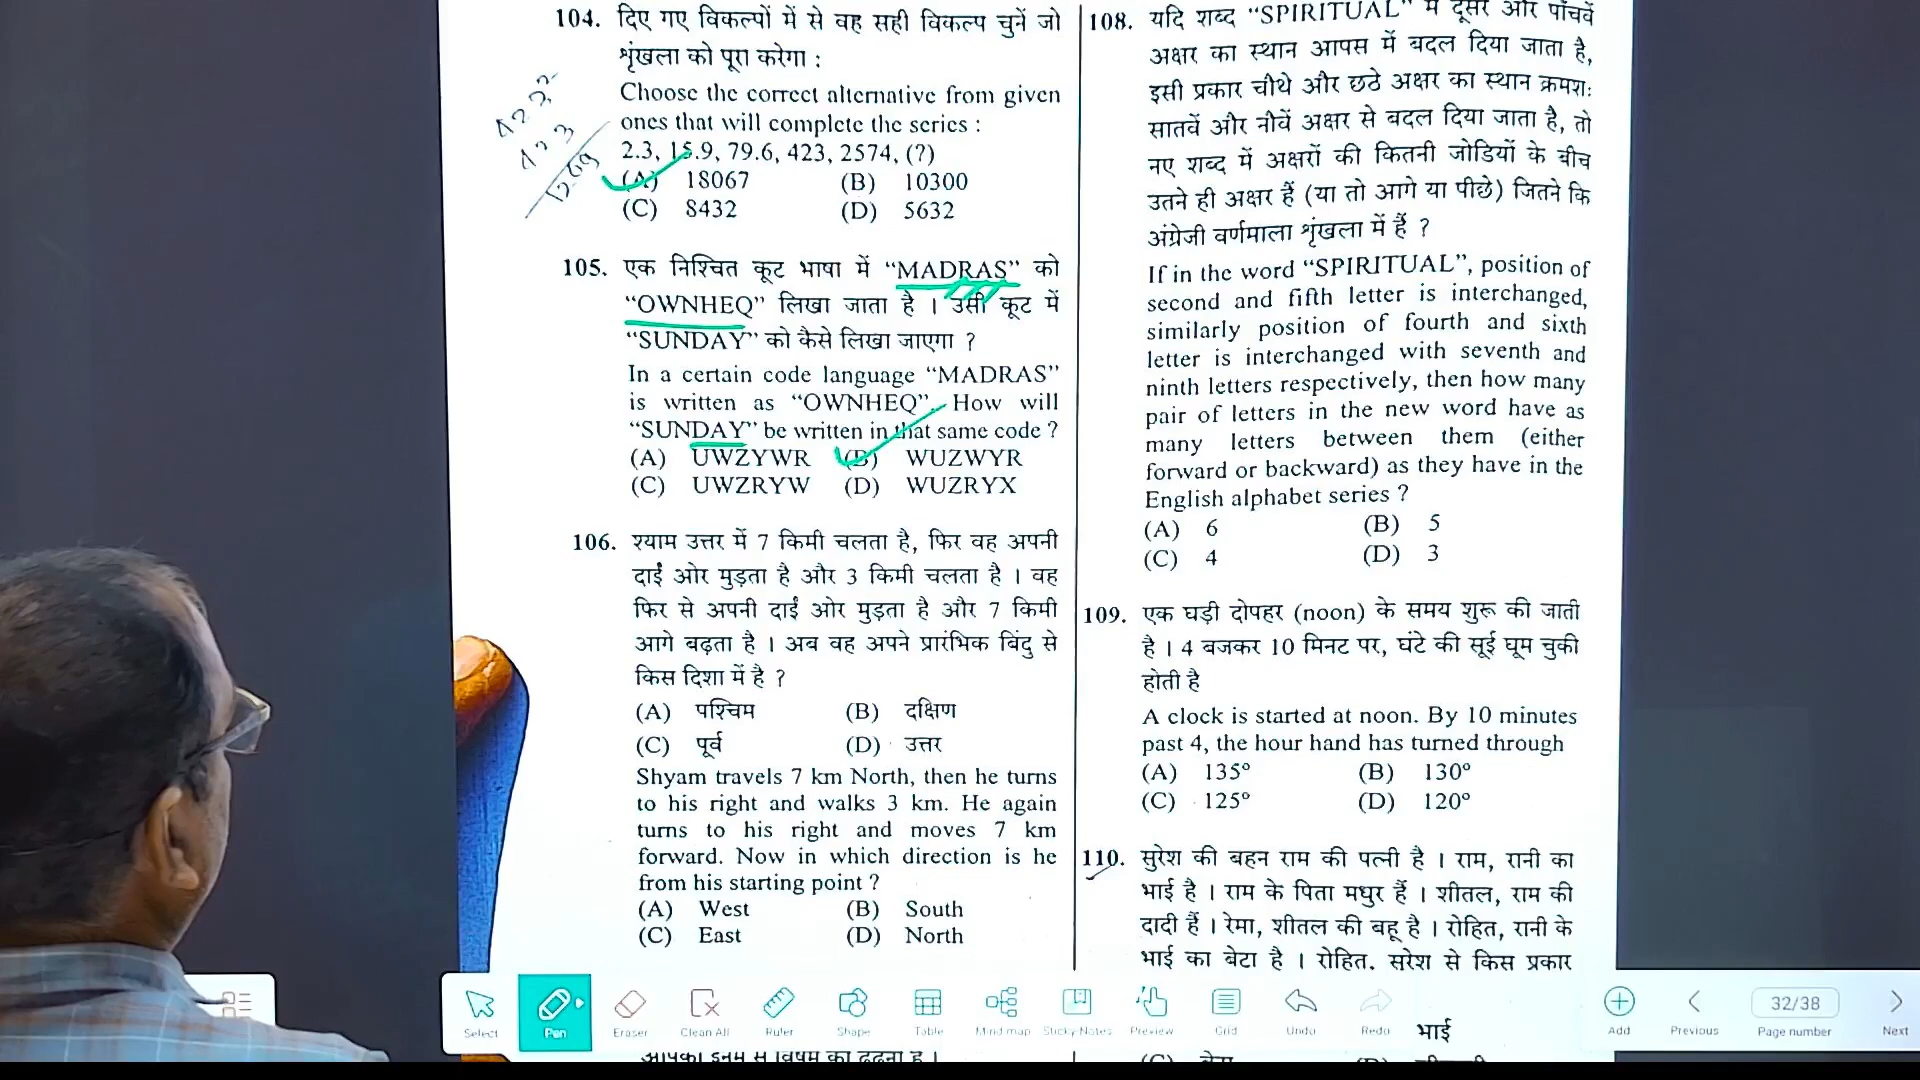 104. दिए गए विकल्पों में से वह सही विकल्प चुनें जो
शृंखला को पूरा करेगा :
Choose the correct alternative from given
ones that will complete the series :
2.3, 15.9, 79.6, 423, 2574, (?)
(A) 18067 (B) 10300
(C) 8432 (D) 5632
105. एक निश्चित कूट भाषा में “MADRAS” को
“OWNHEQ” लिखा जाता है । उसी कूट में
“SUNDAY” को कैसे लिखा जाएगा ?
In a certain code language “MADRAS”
is written as “OWNHEQ”. How will
“SUNDAY” be written in that same code ?
(A) UWZYWR (B) WUZWYR
(C) UWZRYW (D) WUZRYX
106. श्याम उत्तर में 7 किमी चलता है, फिर वह अपनी
दाईं ओर मुड़ता है और 3 किमी चलता है । वह
फिर से अपनी दाईं ओर मुड़ता है और 7 किमी
आगे बढ़ता है । अब वह अपने प्रारंभिक बिंदु से
किस दिशा में है ?
(A) पश्चिम (B) दक्षिण
(C) पूर्व (D) उत्तर
Shyam travels 7 km North, then he turns
to his right and walks 3 km. He again
turns to his right and moves 7 km
forward. Now in which direction is he
from his starting point ?
(A) West (B) South
(C) East (D) North
108. यदि शब्द “SPIRITUAL” में दूसरे और पाँचवें
अक्षर का स्थान आपस में बदल दिया जाता है,
इसी प्रकार चौथे और छठे अक्षर का स्थान क्रमशः
सातवें और नौवें अक्षर से बदल दिया जाता है, तो
नए शब्द में अक्षरों की कितनी जोड़ियों के बीच
उतने ही अक्षर हैं (या तो आगे या पीछे) जितने कि
अंग्रेजी वर्णमाला शृंखला में हैं ?
If in the word “SPIRITUAL”, position of
second and fifth letter is interchanged,
similarly position of fourth and sixth
letter is interchanged with seventh and
ninth letters respectively, then how many
pair of letters in the new word have as
many letters between them (either
forward or backward) as they have in the
English alphabet series ?
(A) 6 (B) 5
(C) 4 (D) 3
109. एक घड़ी दोपहर (noon) के समय शुरू की जाती
है । 4 बजकर 10 मिनट पर, घंटे की सूई घूम चुकी
होती है
A clock is started at noon. By 10 minutes
past 4, the hour hand has turned through
(A) 135° (B) 130°
(C) 125° (D) 120°
110. सुरेश की बहन राम की पत्नी है । राम, रानी का
भाई है । राम के पिता मधुर हैं । शीतल, राम की
दादी हैं । रेमा, शीतल की बहू है । रोहित, रानी के
भाई का बेटा है । रोहित, सुरेश से किस प्रकार
भाई
Select Pen Eraser Clean All Ruler Shape Table Mind map Sticky Notes Preview Grid Undo Redo Add Previous 32/38 Page number Next